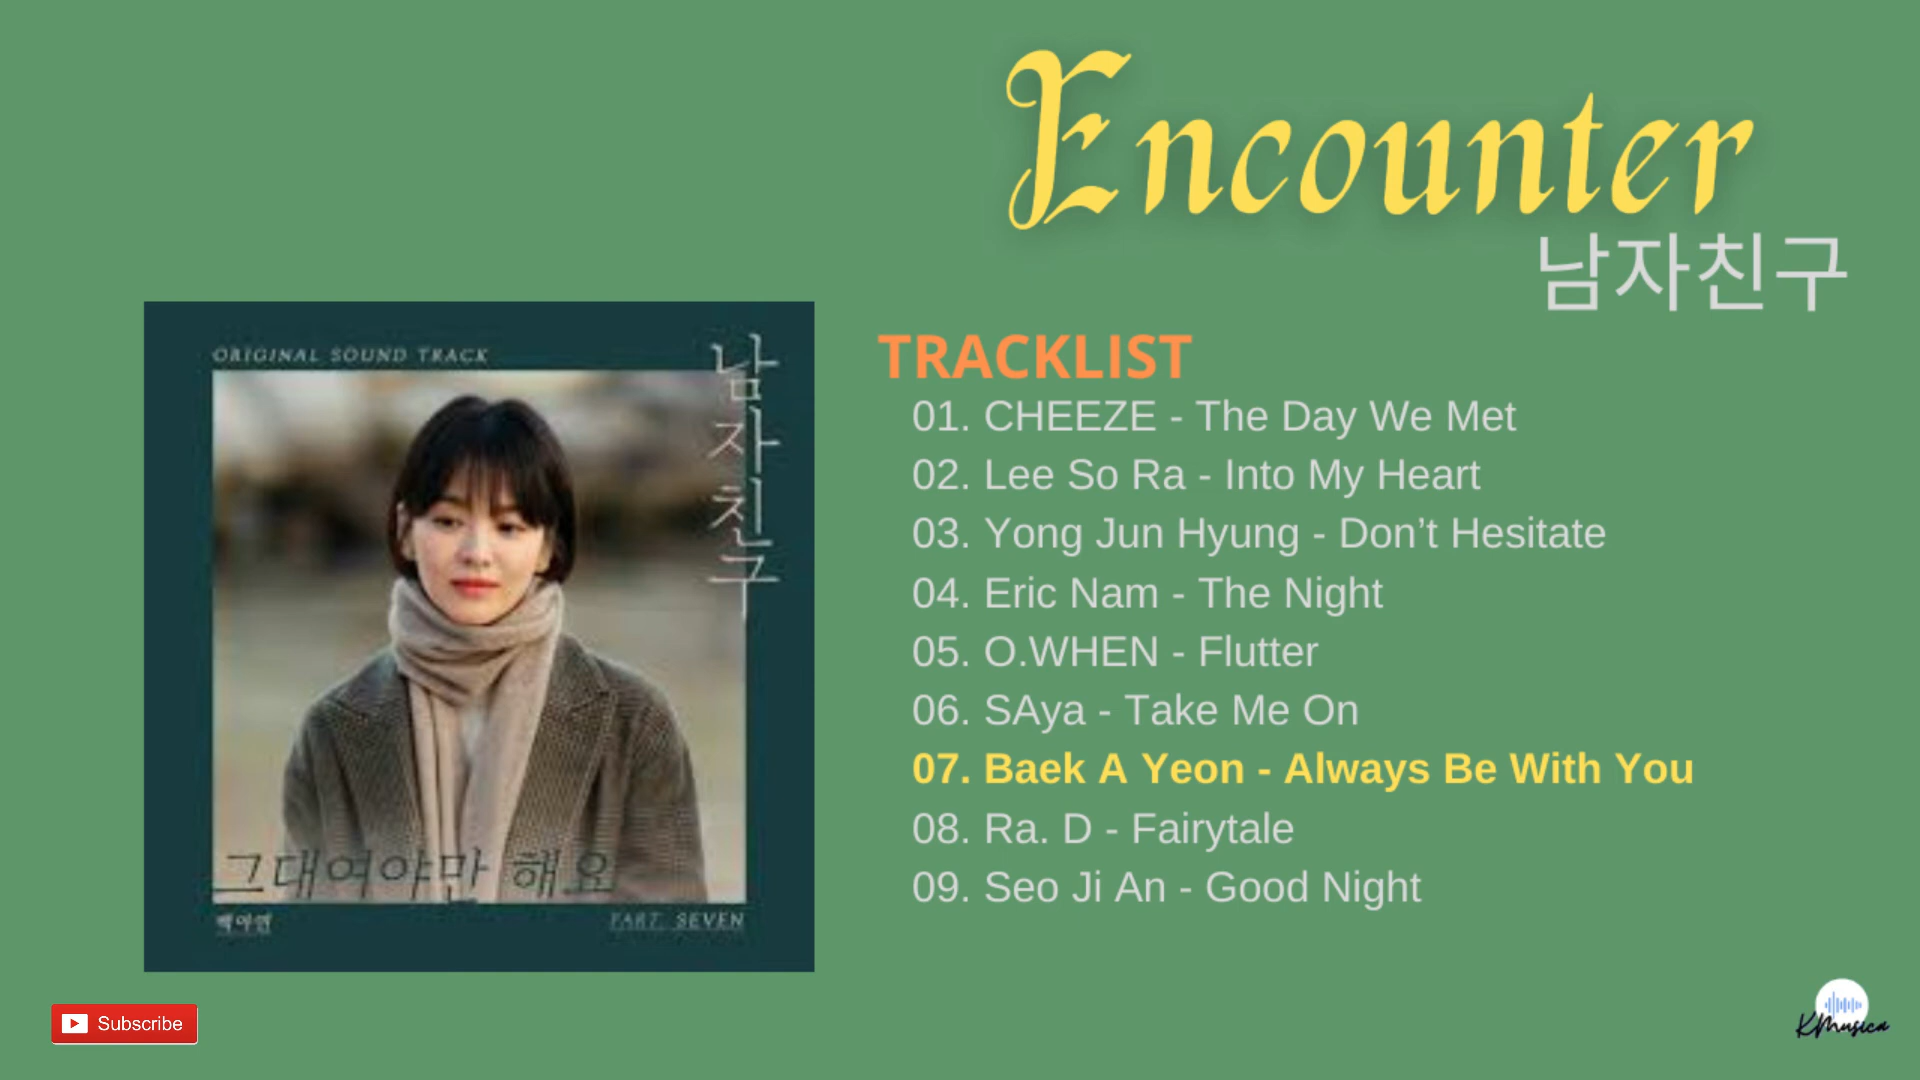 Encounter
남자친구
ORIGINAL SOUND TRACK
남자친구
그대여야만 해요
백아연
PART. SEVEN
TRACKLIST
01. CHEEZE - The Day We Met
02. Lee So Ra - Into My Heart
03. Yong Jun Hyung - Don’t Hesitate
04. Eric Nam - The Night
05. O.WHEN - Flutter
06. SAya - Take Me On
07. Baek A Yeon - Always Be With You
08. Ra. D - Fairytale
09. Seo Ji An - Good Night
Subscribe
KMusica